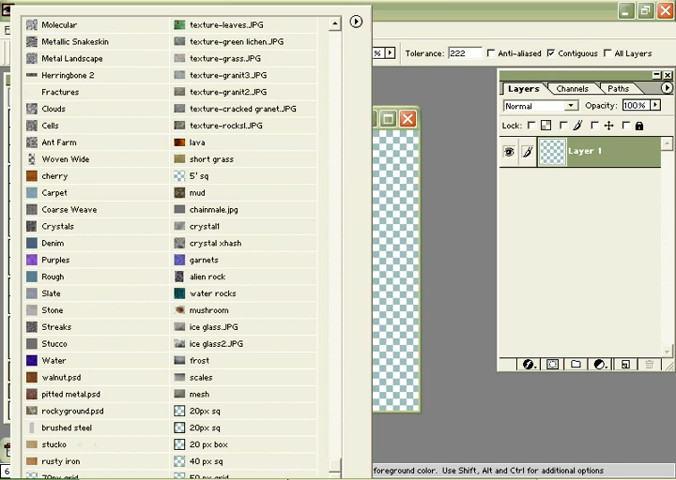 Molecular
Metallic Snakeskin
Metal Landscape
Herringbone 2
Fractures
Clouds
Cells
Ant Farm
Woven Wide
cherry
Carpet
Coarse Weave
Crystals
Denim
Purples
Rough
Slate
Stone
Streaks
Stucco
Water
walnut.psd
pitted metal.psd
rockyground.psd
brushed steel
stucko
rusty iron
70px grid
texture-leaves.JPG
texture-green lichen.JPG
texture-grass.JPG
texture-granit3.JPG
texture-granit2.JPG
texture-cracked granet.JPG
texture-rocks1.JPG
lava
short grass
5' sq
mud
chainmale.jpg
crystal1
crystal xhash
garnets
alien rock
water rocks
mushroom
ice glass.JPG
ice glass2.JPG
frost
scales
mesh
20px sq
20px sq
20 px box
40 px sq
50 px grid
% Tolerance: 222 Anti-aliased Contiguous All Layers
Layers Channels Paths
Normal Opacity: 100%
Lock:
Layer 1
6
foreground color. Use Shift, Alt and Ctrl for additional options